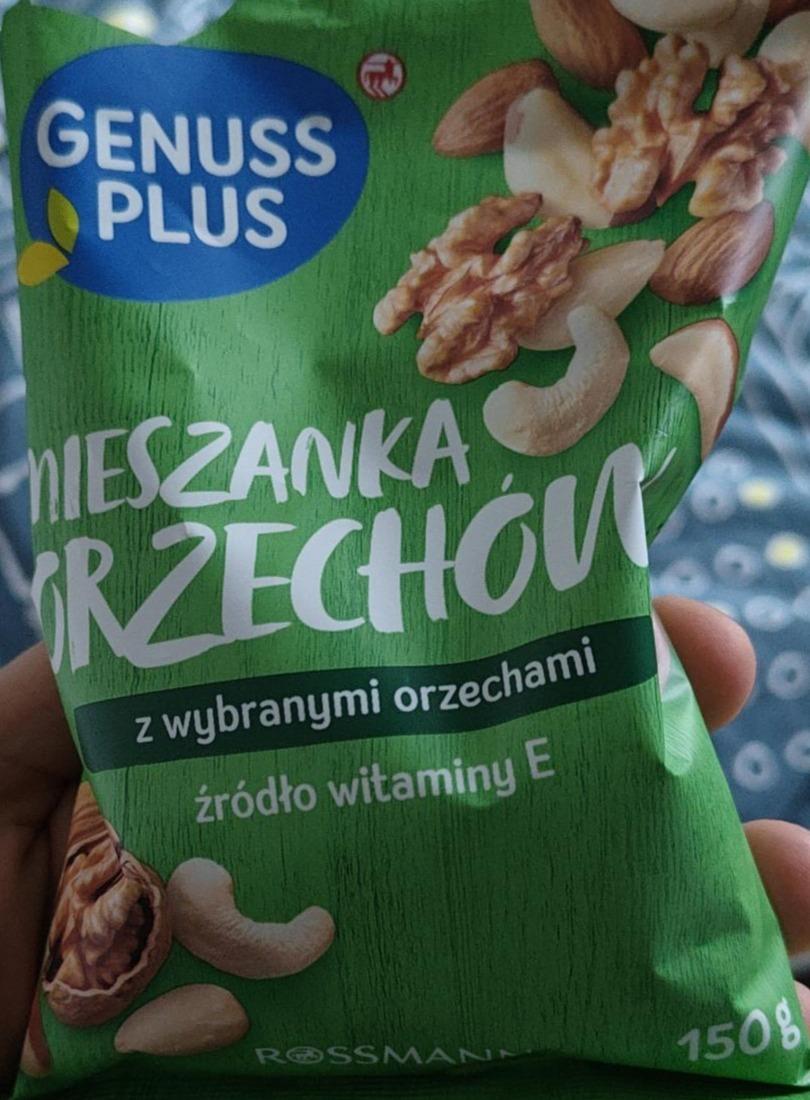 GENUSS
PLUS
MIESZANKA
ORZECHÓW
z wybranymi orzechami
źródło witaminy E
ROSSMANN
150 g